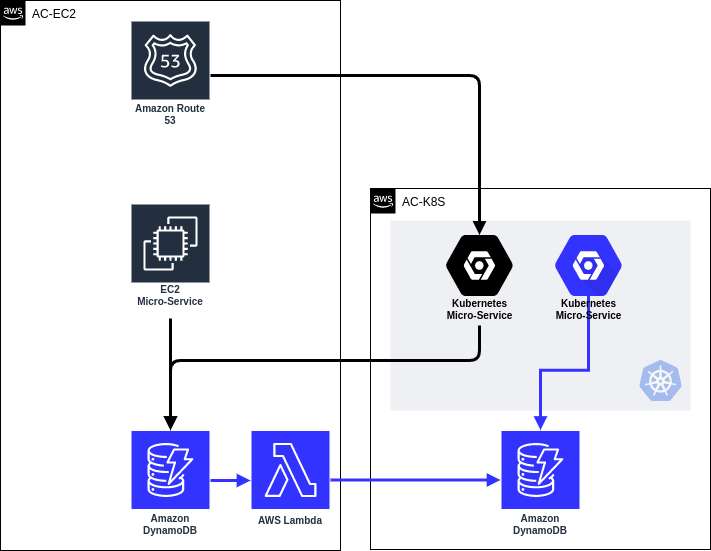 aws
AC-EC2
53
Amazon Route
53
aws
AC-K8S
EC2
Micro-Service
Kubernetes
Micro-Service
Kubernetes
Micro-Service
Amazon
DynamoDB
AWS Lambda
Amazon
DynamoDB